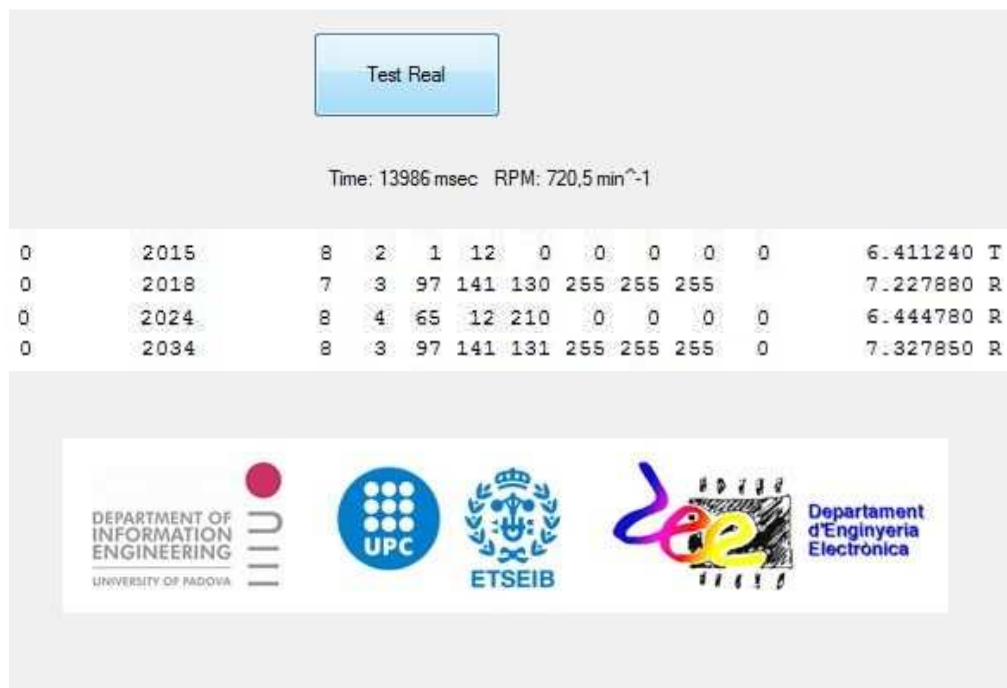 Test Real
Time: 13986 msec RPM: 720,5 min^-1
0 2015 8 2 1 12 0 0 0 0 0 6.411240 T
0 2018 7 3 97 141 130 255 255 255 7.227880 R
0 2024 8 4 65 12 210 0 0 0 0 6.444780 R
0 2034 8 3 97 141 131 255 255 255 0 7.327850 R
DEPARTMENT OF
INFORMATION
ENGINEERING
UNIVERSITY OF PADOVA
UPC
ETSEIB
dee
Departament
d'Enginyeria
Electrònica